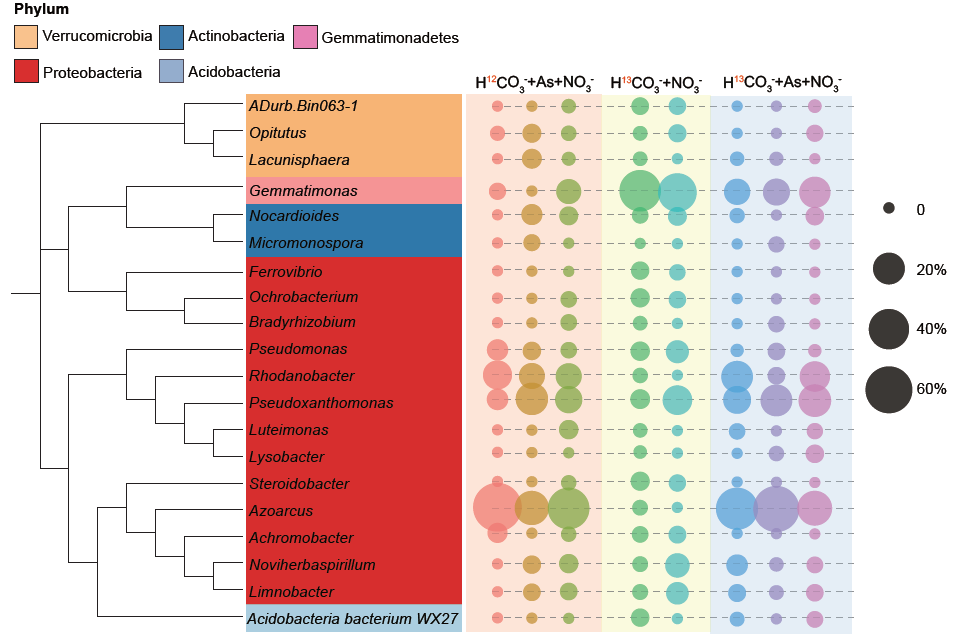 Phylum
Verrucomicrobia Actinobacteria Gemmatimonadetes
Proteobacteria Acidobacteria
H¹²CO₃⁻+As+NO₃⁻ H¹³CO₃⁻+NO₃⁻ H¹³CO₃⁻+As+NO₃⁻
ADurb.Bin063-1
Opitutus
Lacunisphaera
Gemmatimonas
Nocardioides
Micromonospora
Ferrovibrio
Ochrobacterium
Bradyrhizobium
Pseudomonas
Rhodanobacter
Pseudoxanthomonas
Luteimonas
Lysobacter
Steroidobacter
Azoarcus
Achromobacter
Noviherbaspirillum
Limnobacter
Acidobacteria bacterium WX27
0
20%
40%
60%